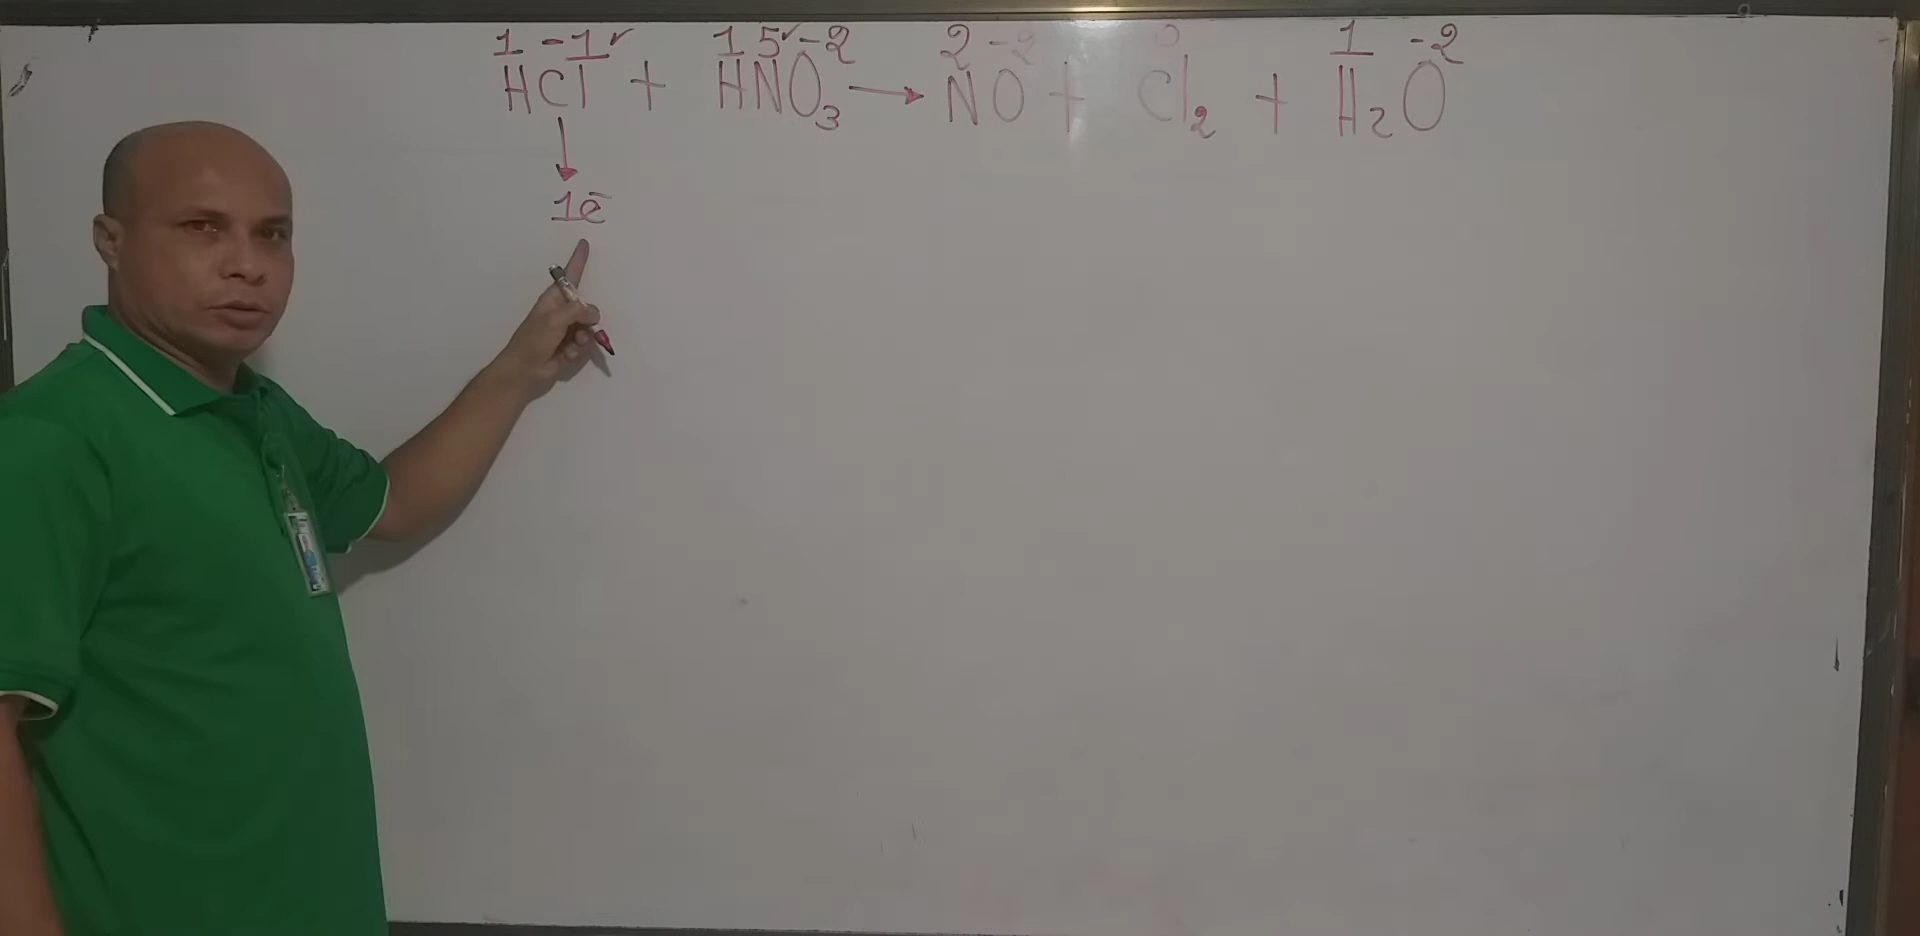 1 -1✓ 1 5✓ -2 2 -2 0 1 -2
HCl + HNO₃ → NO + Cl₂ + H₂O
↓
1e̅